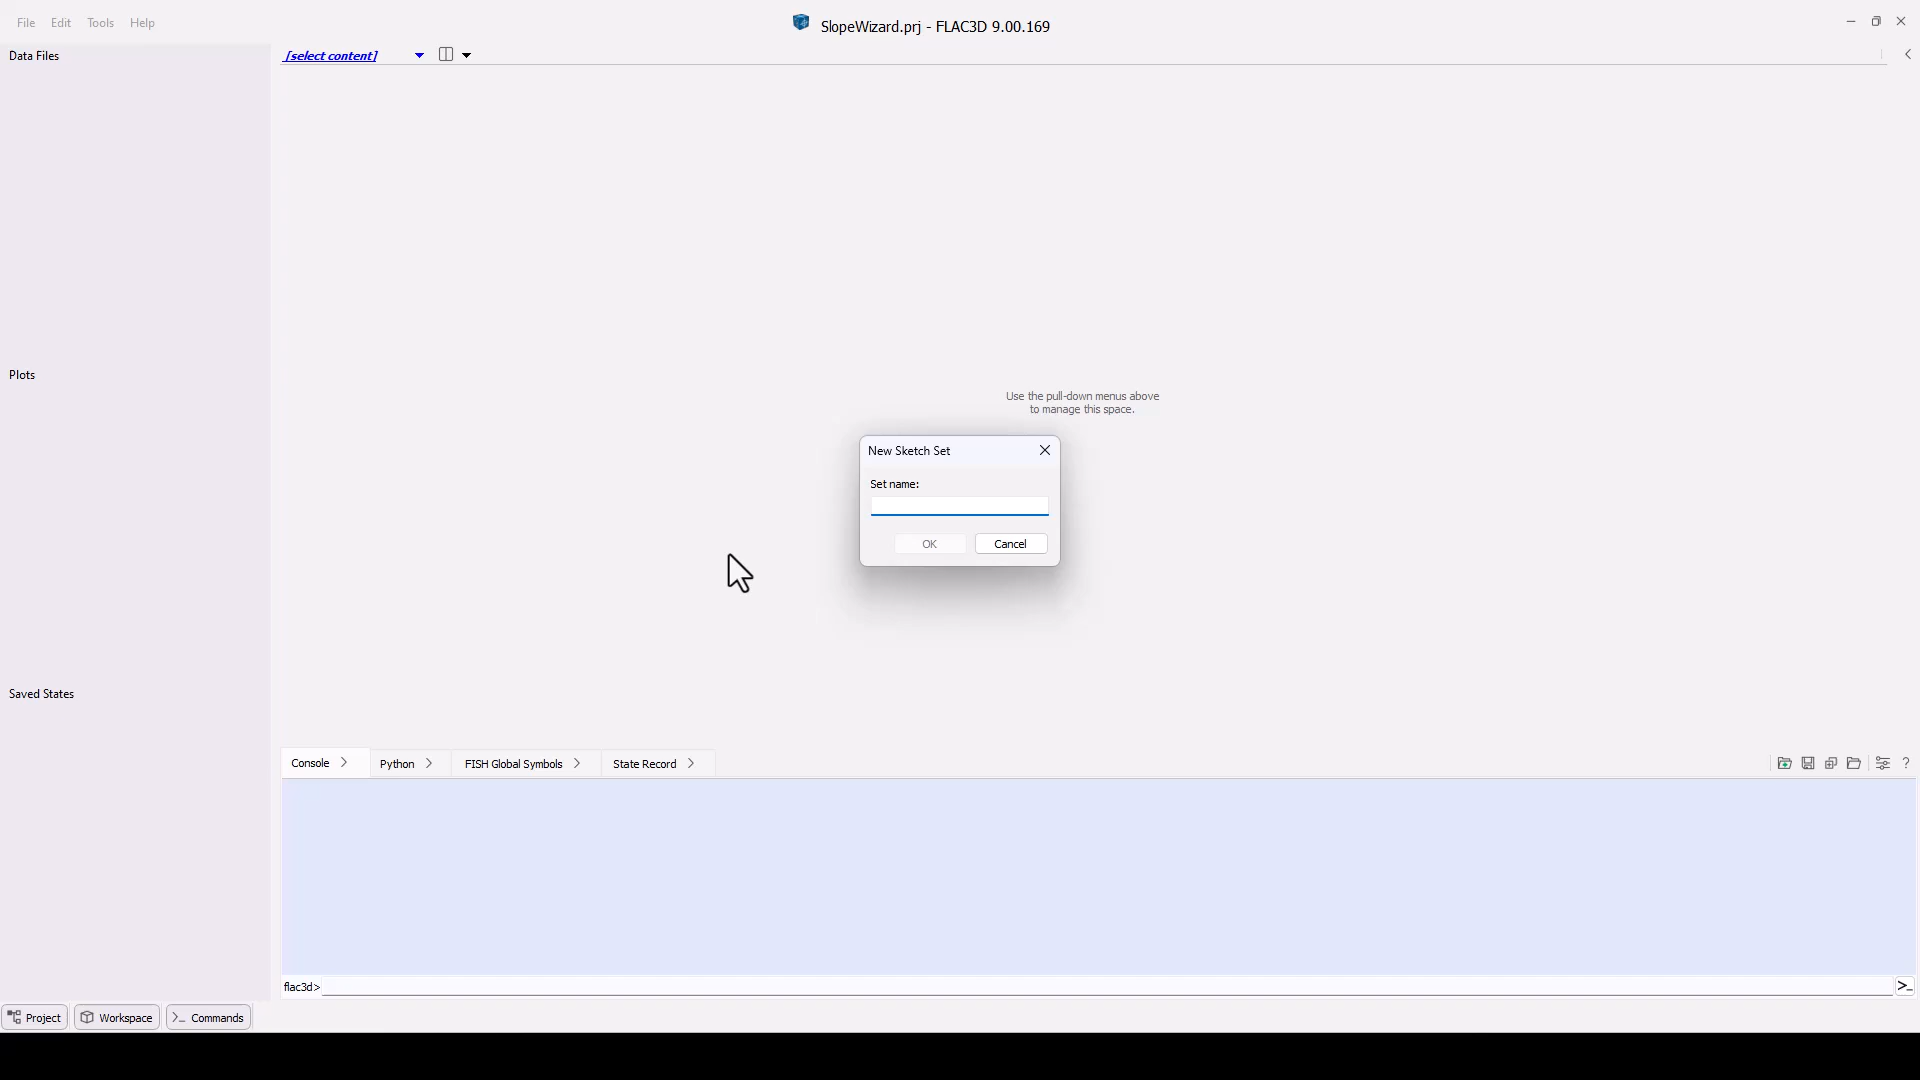 File Edit Tools Help
SlopeWizard.prj - FLAC3D 9.00.169
Data Files
[select content]
Plots
Use the pull-down menus above
to manage this space.
New Sketch Set
Set name:
OK Cancel
Saved States
Console Python FISH Global Symbols State Record
flac3d>
Project Workspace Commands